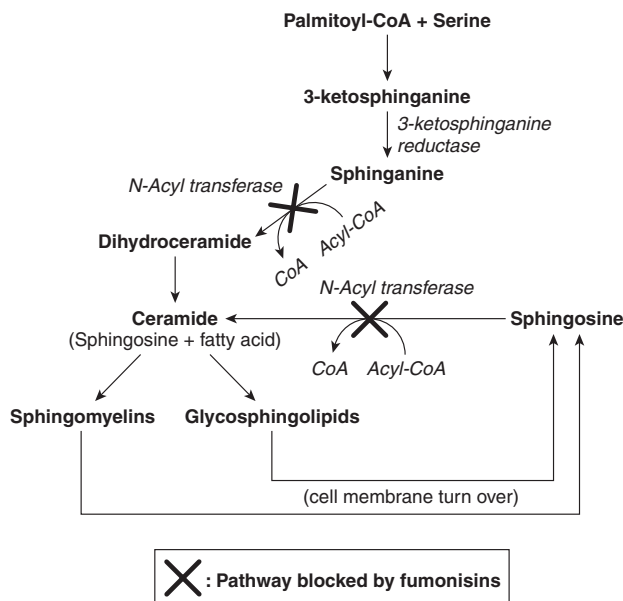 Palmitoyl-CoA + Serine
3-ketosphinganine
3-ketosphinganine
reductase
Sphinganine
N-Acyl transferase
Dihydroceramide
CoA
Acyl-CoA
N-Acyl transferase
Ceramide
(Sphingosine + fatty acid)
Sphingosine
CoA
Acyl-CoA
Sphingomyelins
Glycosphingolipids
(cell membrane turn over)
: Pathway blocked by fumonisins